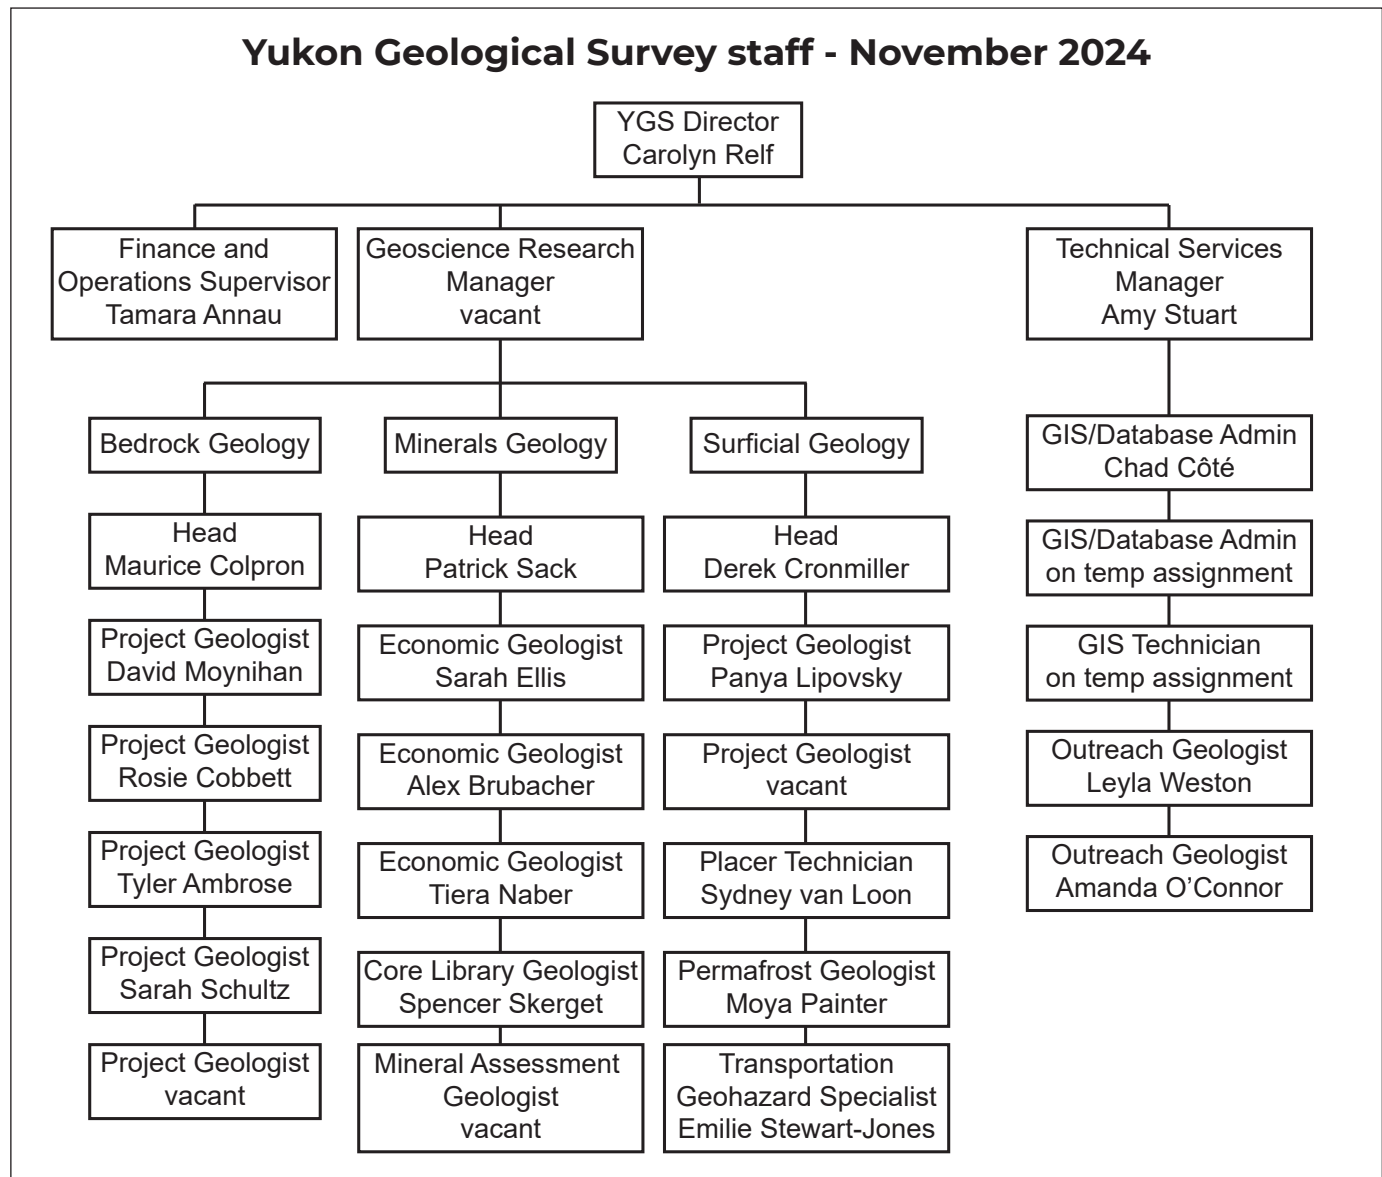 Yukon Geological Survey staff - November 2024
YGS Director
Carolyn Relf
Finance and
Operations Supervisor
Tamara Annau
Geoscience Research
Manager
vacant
Technical Services
Manager
Amy Stuart
Bedrock Geology
Head
Maurice Colpron
Project Geologist
David Moynihan
Project Geologist
Rosie Cobbett
Project Geologist
Tyler Ambrose
Project Geologist
Sarah Schultz
Project Geologist
vacant
Minerals Geology
Head
Patrick Sack
Economic Geologist
Sarah Ellis
Economic Geologist
Alex Brubacher
Economic Geologist
Tiera Naber
Core Library Geologist
Spencer Skerget
Mineral Assessment
Geologist
vacant
Surficial Geology
Head
Derek Cronmiller
Project Geologist
Panya Lipovsky
Project Geologist
vacant
Placer Technician
Sydney van Loon
Permafrost Geologist
Moya Painter
Transportation
Geohazard Specialist
Emilie Stewart-Jones
GIS/Database Admin
Chad Côté
GIS/Database Admin
on temp assignment
GIS Technician
on temp assignment
Outreach Geologist
Leyla Weston
Outreach Geologist
Amanda O’Connor